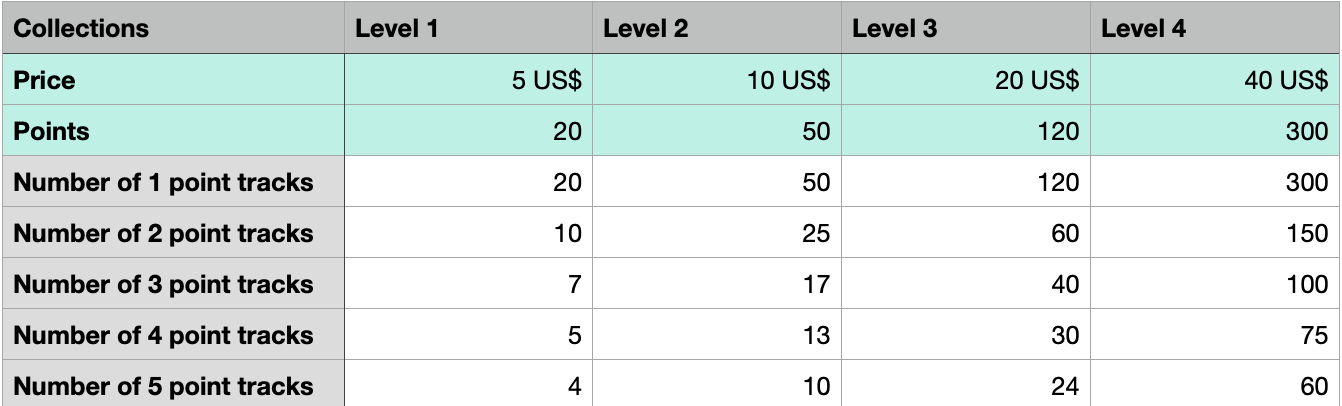 Collections Level 1 Level 2 Level 3 Level 4
Price 5 US$ 10 US$ 20 US$ 40 US$
Points 20 50 120 300
Number of 1 point tracks 20 50 120 300
Number of 2 point tracks 10 25 60 150
Number of 3 point tracks 7 17 40 100
Number of 4 point tracks 5 13 30 75
Number of 5 point tracks 4 10 24 60